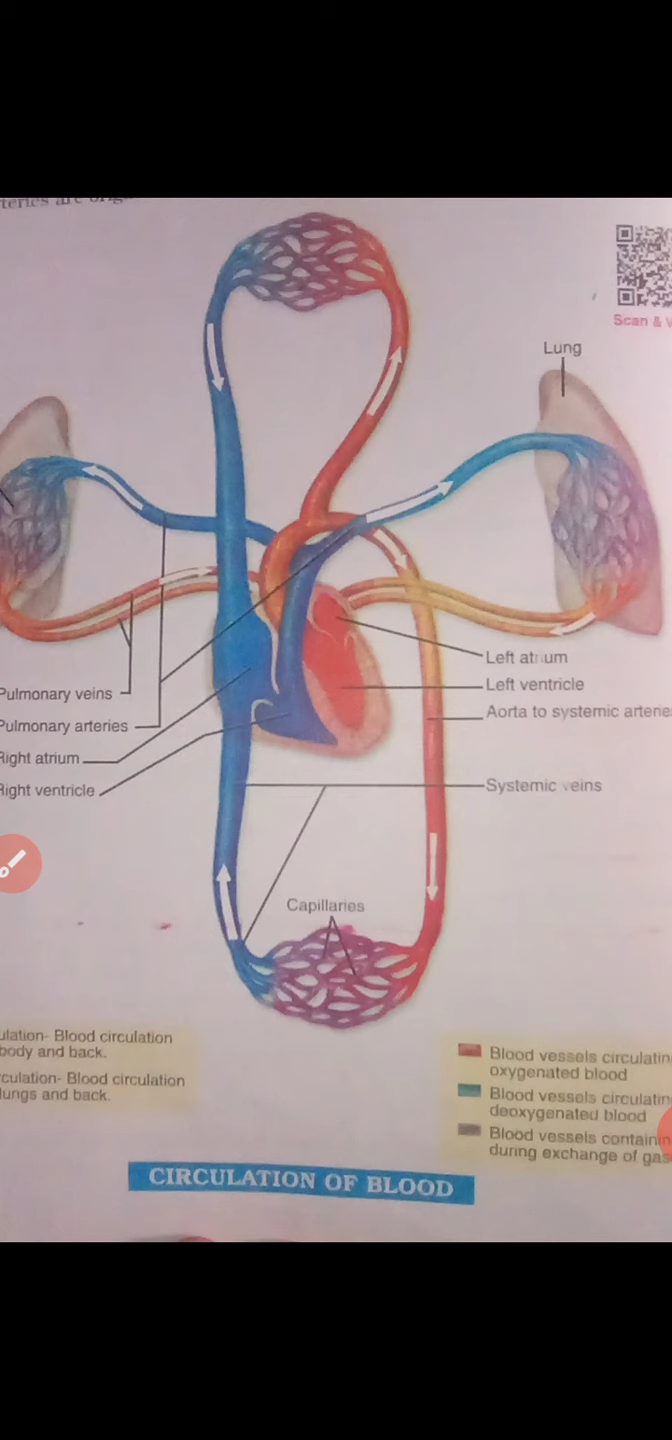 Scan & V
Lung
Left atrium
Left ventricle
Aorta to systemic arterie
Systemic veins
Pulmonary veins
Pulmonary arteries
Right atrium
Right ventricle
Capillaries
ulation- Blood circulation
body and back.
culation- Blood circulation
lungs and back.
Blood vessels circulatin
oxygenated blood
Blood vessels circulatin
deoxygenated blood
Blood vessels containin
during exchange of gas
CIRCULATION OF BLOOD